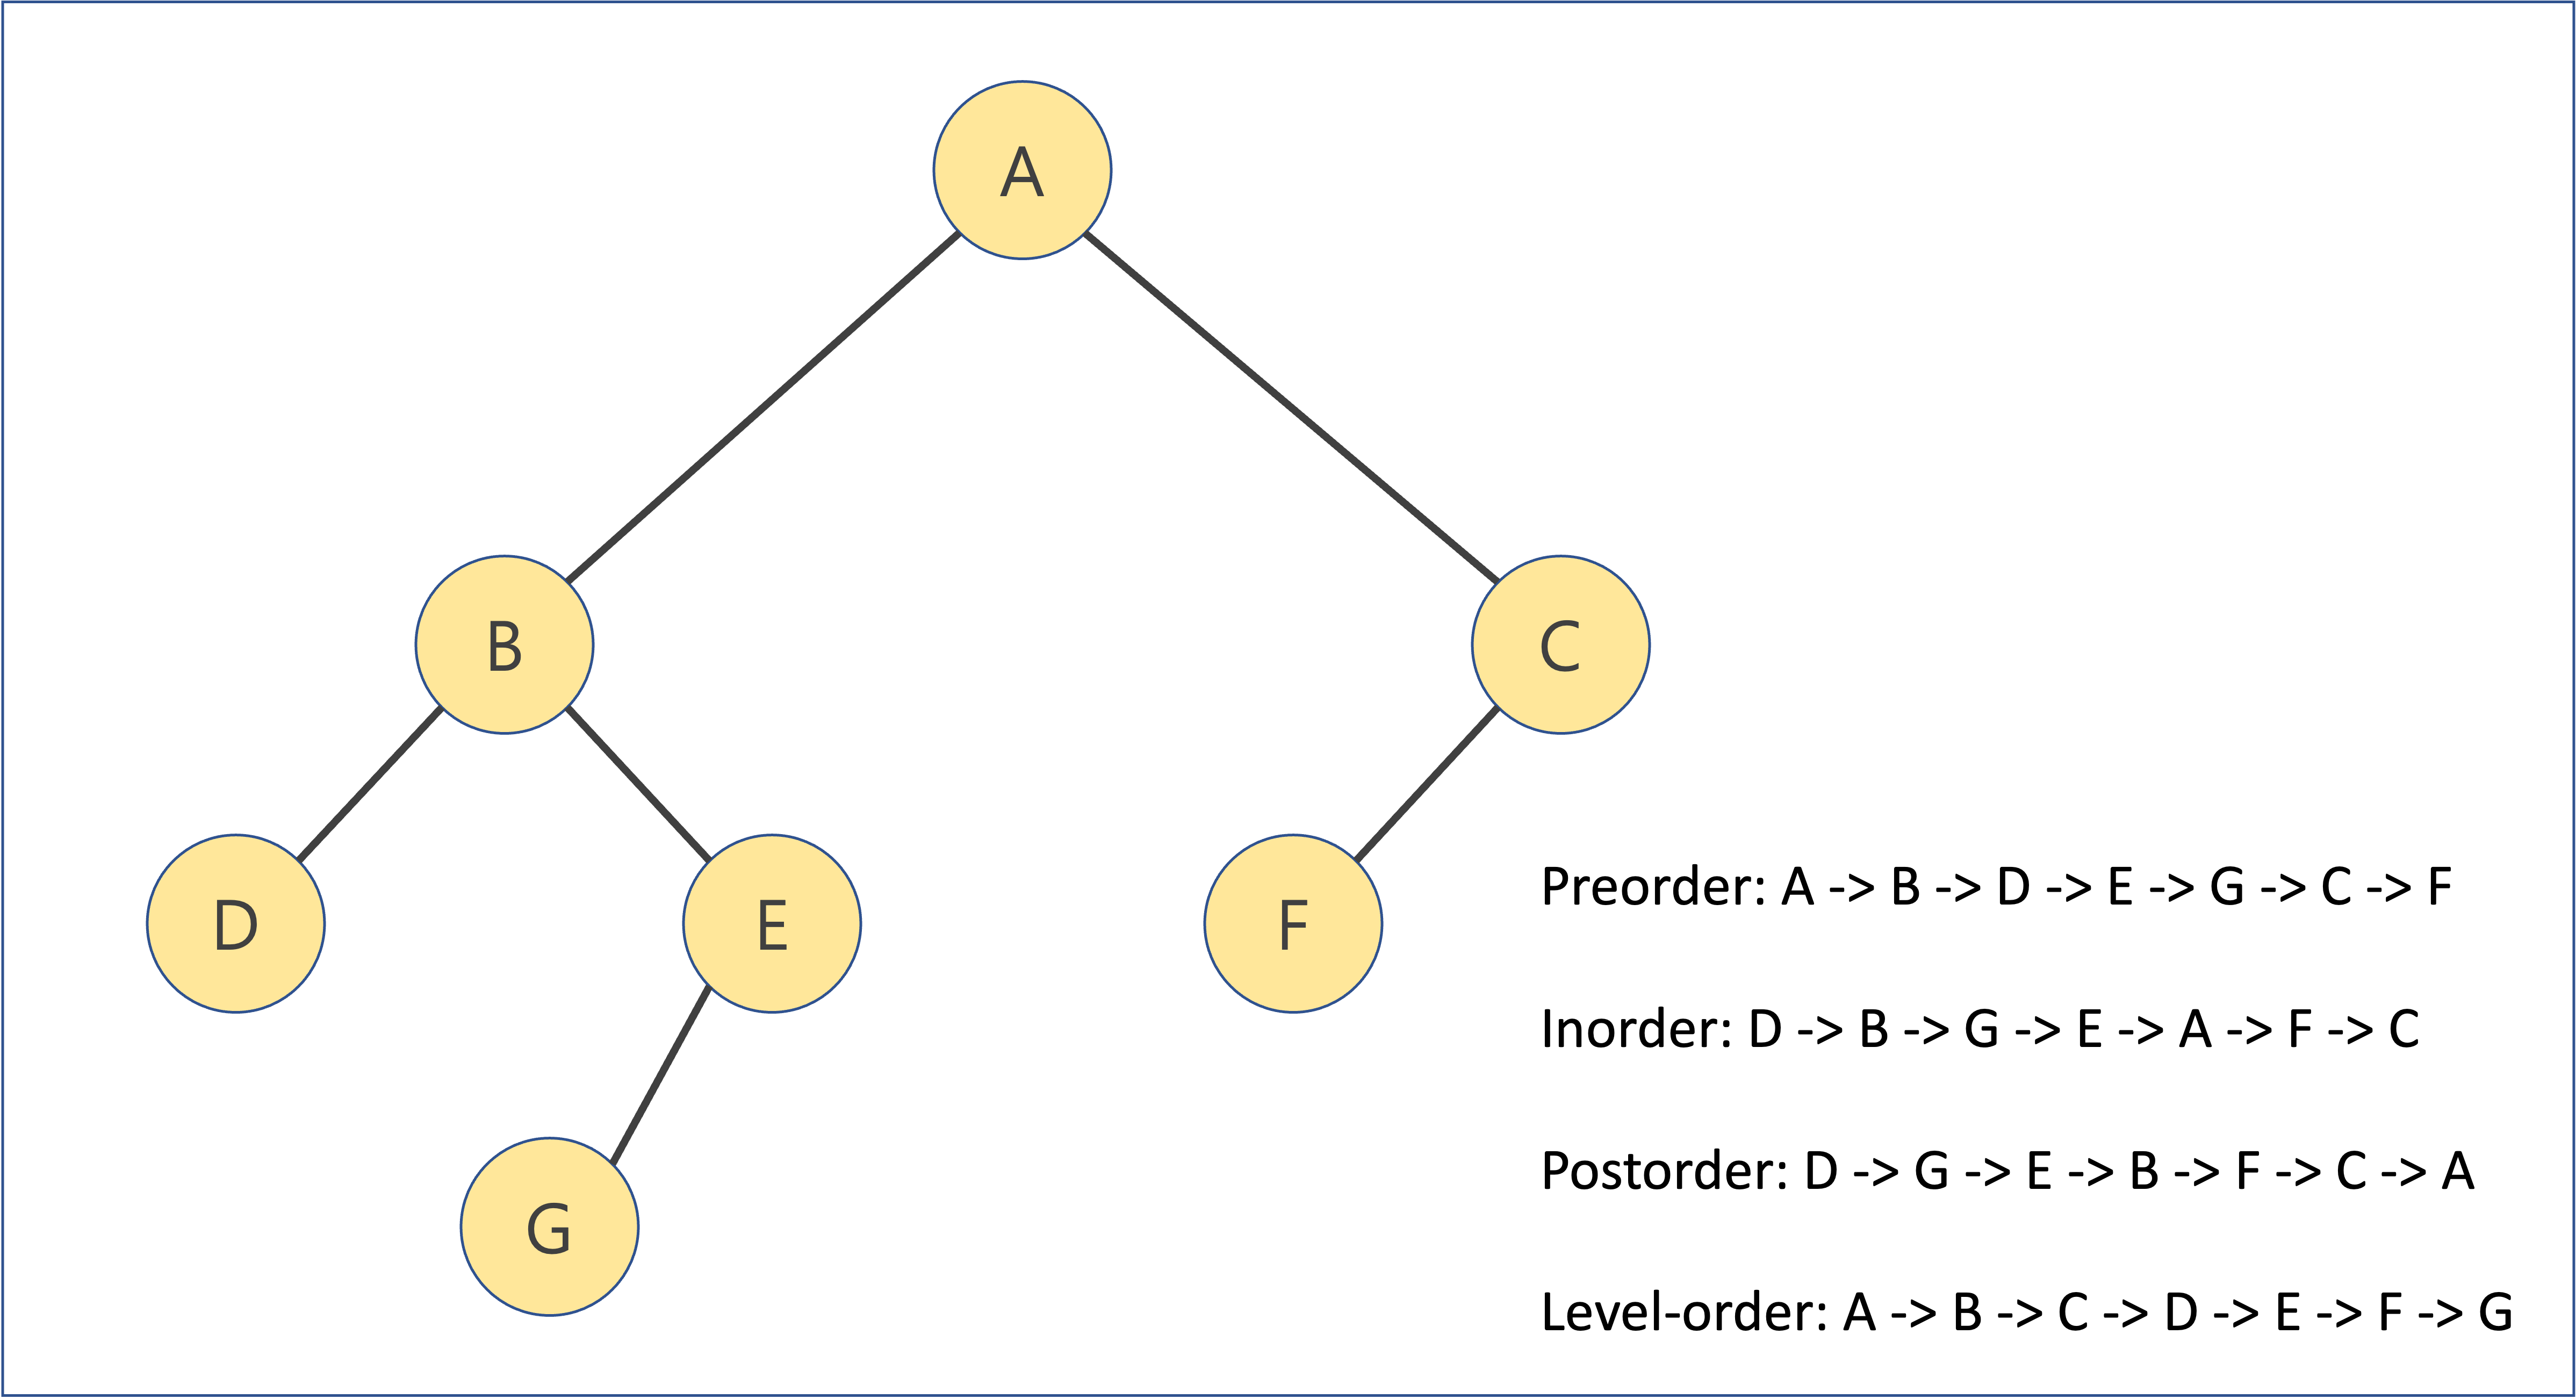 A
B
C
D
E
F
G
Preorder: A -> B -> D -> E -> G -> C -> F
Inorder: D -> B -> G -> E -> A -> F -> C
Postorder: D -> G -> E -> B -> F -> C -> A
Level-order: A -> B -> C -> D -> E -> F -> G